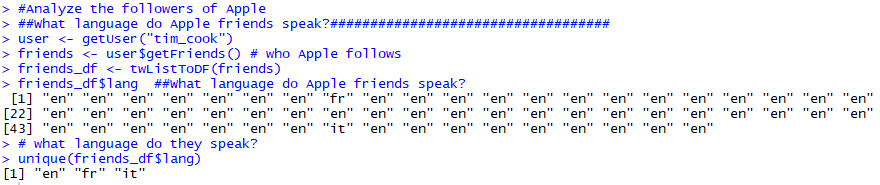 > #Analyze the followers of Apple
> ##What language do Apple friends speak?###################################
> user <- getUser("tim_cook")
> friends <- user$getFriends() # who Apple follows
> friends_df <- twListToDF(friends)
> friends_df$lang  ##what language do Apple friends speak?
 [1] "en" "en" "en" "en" "en" "en" "en" "fr" "en" "en" "en" "en" "en" "en" "en" "en" "en" "en" "en" "en" "en"
[22] "en" "en" "en" "en" "en" "en" "en" "en" "en" "en" "en" "en" "en" "en" "en" "en" "en" "en" "en" "en" "en"
[43] "en" "en" "en" "en" "en" "en" "en" "it" "en" "en" "en" "en" "en" "en" "en" "en" "en"
> # what language do they speak?
> unique(friends_df$lang)
[1] "en" "fr" "it"